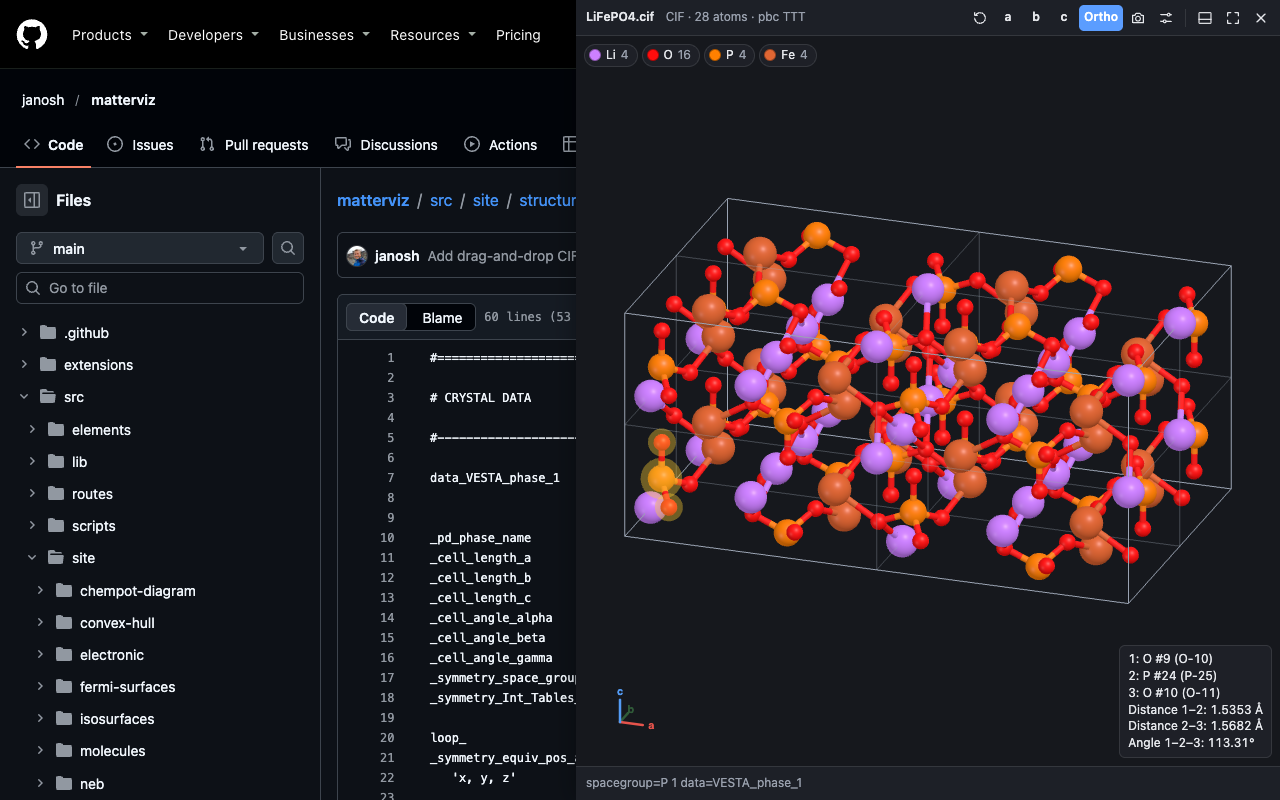 Products Developers Businesses Resources Pricing
janosh / matterviz
Code Issues Pull requests Discussions Actions
Files
main
Go to file
.github
extensions
src
elements
lib
routes
scripts
site
chempot-diagram
convex-hull
electronic
fermi-surfaces
isosurfaces
molecules
neb
matterviz / src / site / structur
janosh Add drag-and-drop CIF
Code Blame 60 lines (53
1 #=====================
2
3 # CRYSTAL DATA
4
5 #---------------------
6
7 data_VESTA_phase_1
8
9
10 _pd_phase_name
11 _cell_length_a
12 _cell_length_b
13 _cell_length_c
14 _cell_angle_alpha
15 _cell_angle_beta
16 _cell_angle_gamma
17 _symmetry_space_group
18 _symmetry_Int_Tables_
19
20 loop_
21 _symmetry_equiv_pos_a
22 'x, y, z'
23
LiFePO4.cif CIF · 28 atoms · pbc TTT
a b c Ortho
Li 4 O 16 P 4 Fe 4
c
b
a
1: O #9 (O-10)
2: P #24 (P-25)
3: O #10 (O-11)
Distance 1–2: 1.5353 Å
Distance 2–3: 1.5682 Å
Angle 1–2–3: 113.31°
spacegroup=P 1 data=VESTA_phase_1